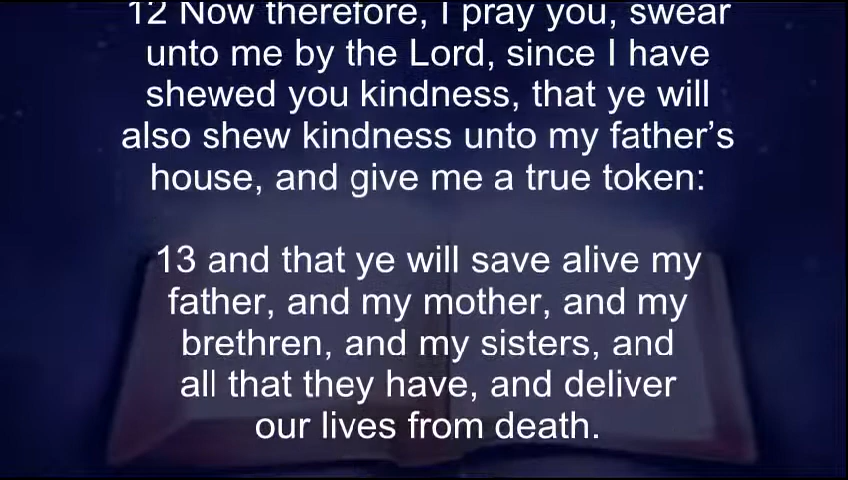 12 Now therefore, I pray you, swear
unto me by the Lord, since I have
shewed you kindness, that ye will
also shew kindness unto my father’s
house, and give me a true token:
13 and that ye will save alive my
father, and my mother, and my
brethren, and my sisters, and
all that they have, and deliver
our lives from death.